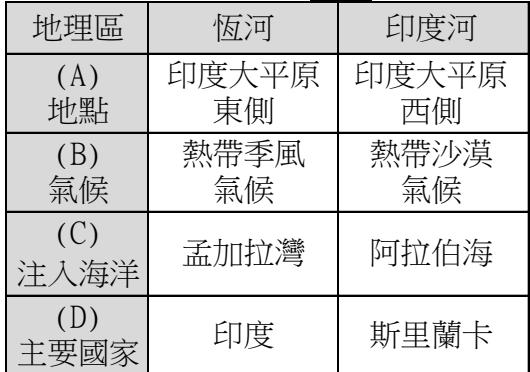 地理區 恆河 印度河
(A) 地點 印度大平原東側 印度大平原西側
(B) 氣候 熱帶季風氣候 熱帶沙漠氣候
(C) 注入海洋 孟加拉灣 阿拉伯海
(D) 主要國家 印度 斯里蘭卡